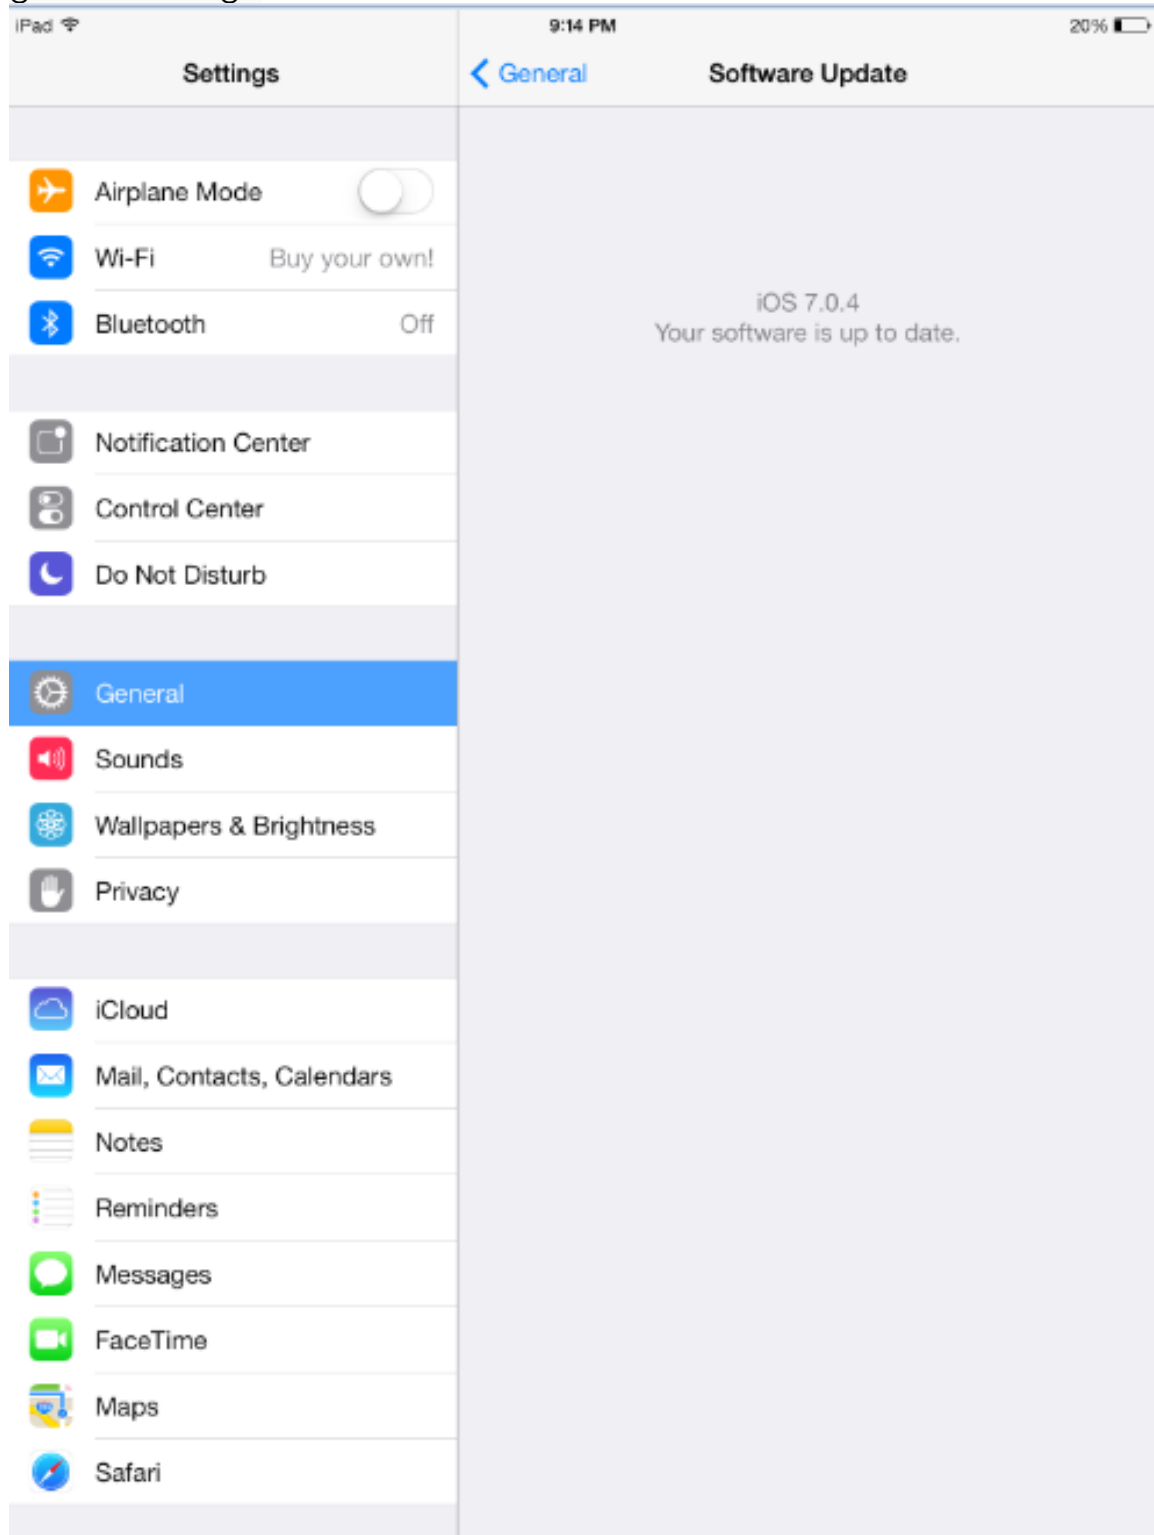 iPad
9:14 PM
20%
Settings
General
Software Update
Airplane Mode
Wi-Fi
Buy your own!
Bluetooth
Off
iOS 7.0.4
Your software is up to date.
Notification Center
Control Center
Do Not Disturb
General
Sounds
Wallpapers & Brightness
Privacy
iCloud
Mail, Contacts, Calendars
Notes
Reminders
Messages
FaceTime
Maps
Safari